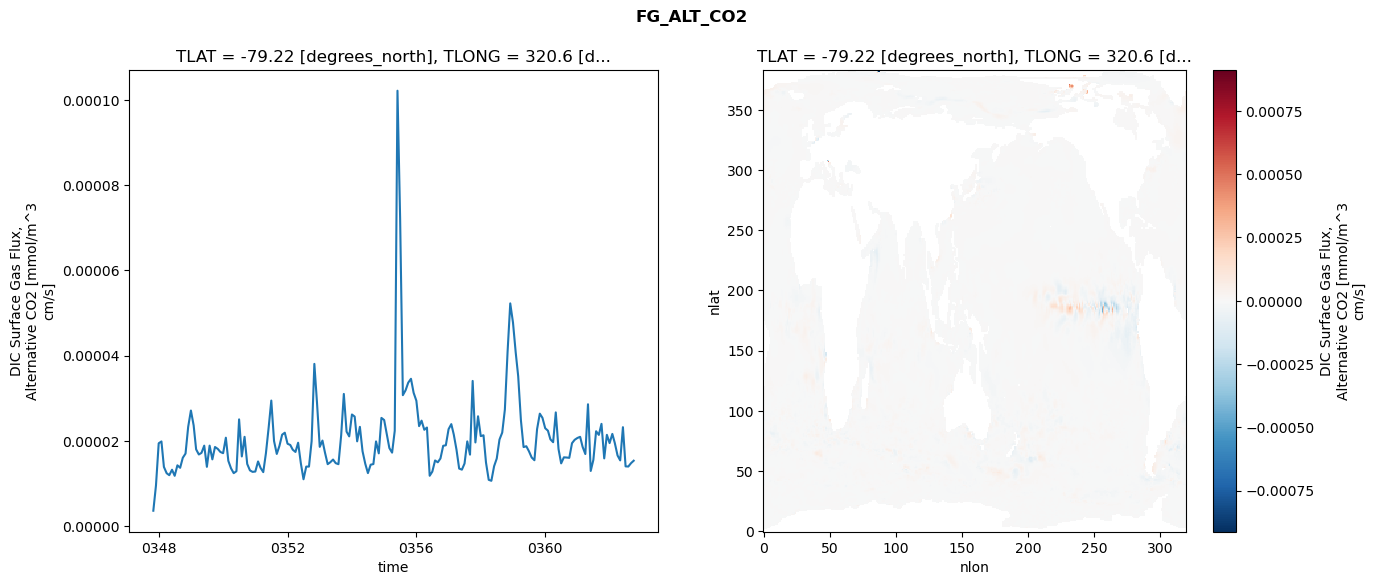 FG_ALT_CO2
TLAT = -79.22 [degrees_north], TLONG = 320.6 [d...
DIC Surface Gas Flux,
Alternative CO2 [mmol/m^3
cm/s]
0.00010
0.00008
0.00006
0.00004
0.00002
0.00000
0348
0352
0356
0360
time
TLAT = -79.22 [degrees_north], TLONG = 320.6 [d...
nlat
350
300
250
200
150
100
50
0
0
50
100
150
200
250
300
nlon
0.00075
0.00050
0.00025
0.00000
−0.00025
−0.00050
−0.00075
DIC Surface Gas Flux,
Alternative CO2 [mmol/m^3
cm/s]